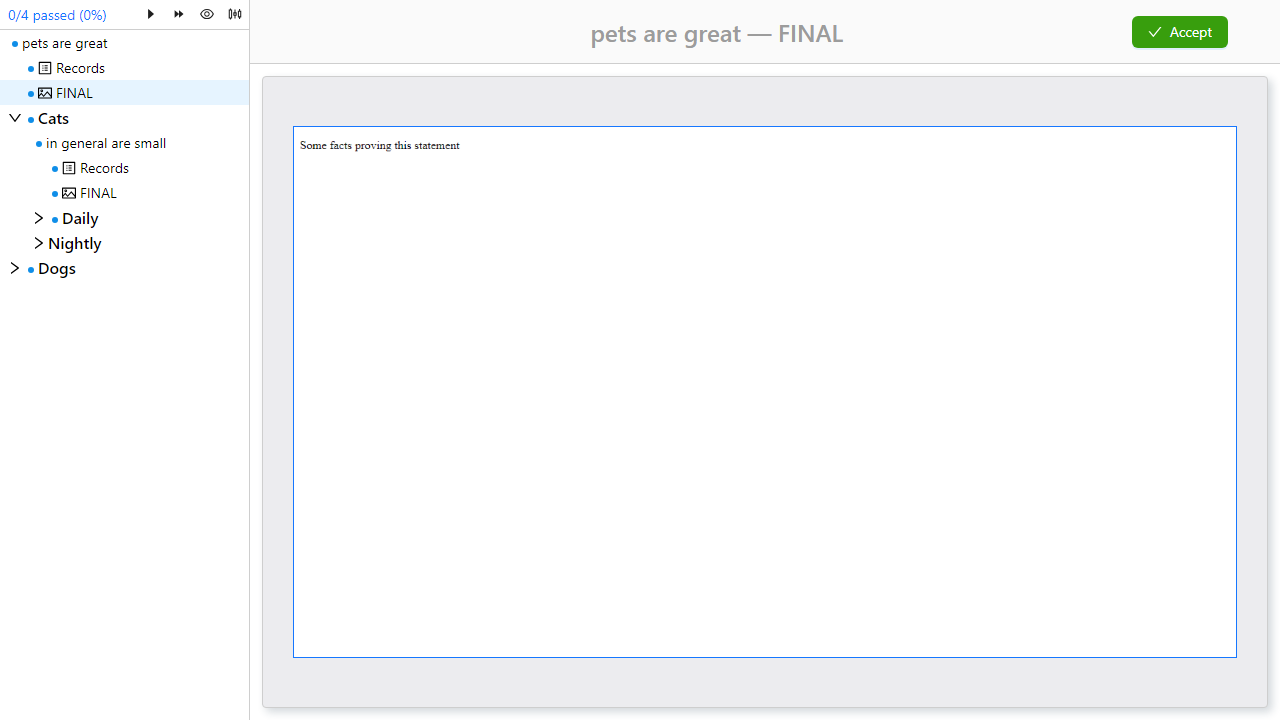 0/4 passed (0%)
pets are great
Records
FINAL
Cats
in general are small
Records
FINAL
Daily
Nightly
Dogs
pets are great — FINAL
Accept
Some facts proving this statement